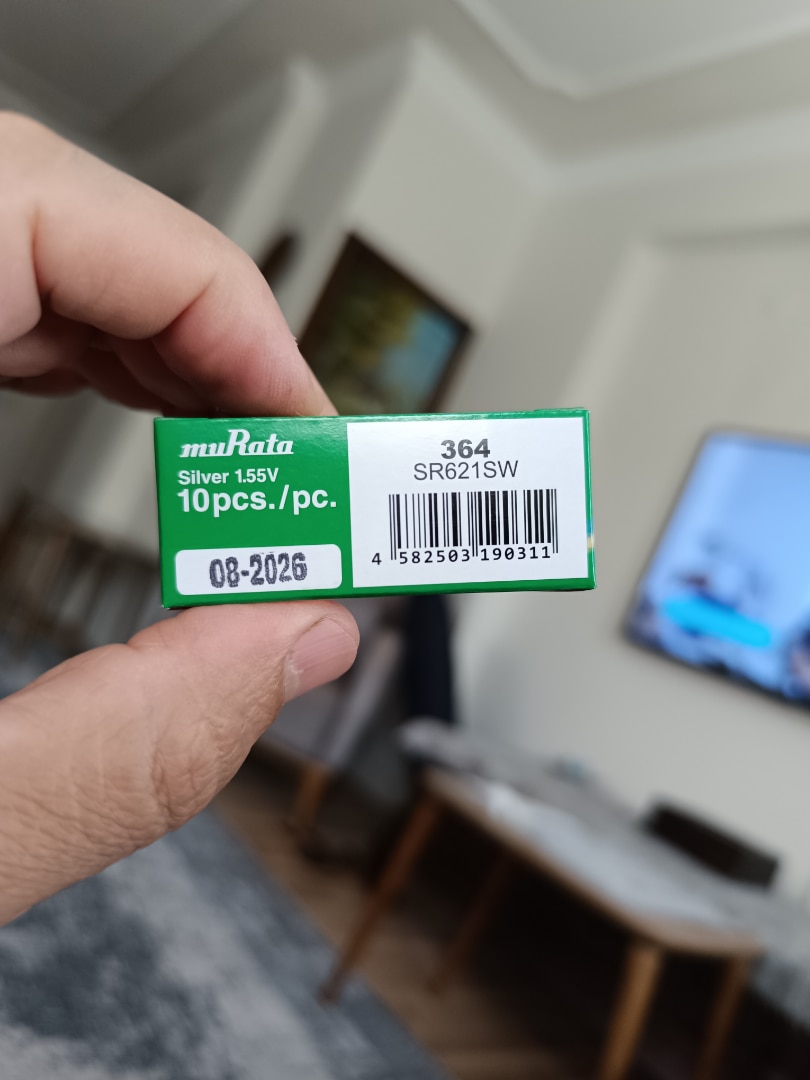 muRata
Silver 1.55V
10pcs./pc.
08-2026
364
SR621SW
4 582503 190311